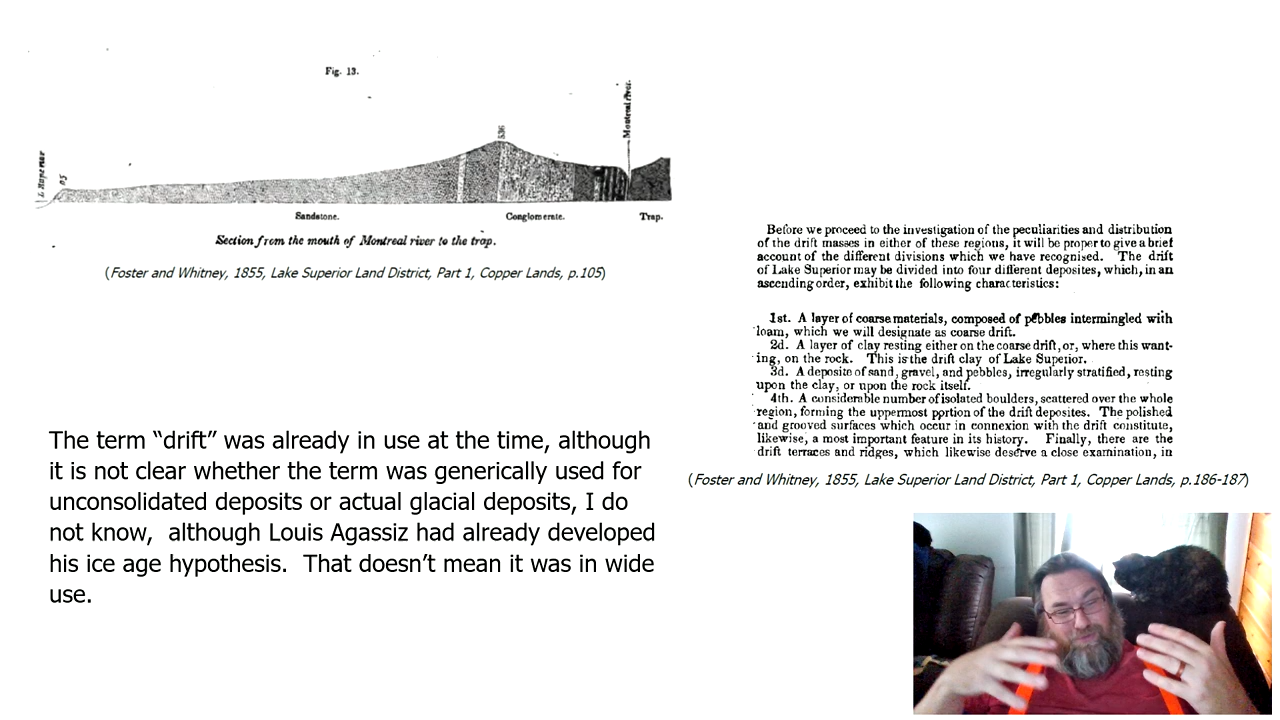 Fig. 13.
L. Superior
536
Montreal River.
Sandstone.
Conglomerate.
Trap.
Section from the mouth of Montreal river to the trap.
(Foster and Whitney, 1855, Lake Superior Land District, Part 1, Copper Lands, p.105)
The term “drift” was already in use at the time, although
it is not clear whether the term was generically used for
unconsolidated deposits or actual glacial deposits, I do
not know,  although Louis Agassiz had already developed
his ice age hypothesis.  That doesn’t mean it was in wide
use.
Before we proceed to the investigation of the peculiarities and distribution
of the drift masses in either of these regions, it will be proper to give a brief
account of the different divisions which we have recognised. The drift
of Lake Superior may be divided into four different deposites, which, in an
ascending order, exhibit the following characteristics:
1st. A layer of coarse materials, composed of pebbles intermingled with
loam, which we will designate as coarse drift.
2d. A layer of clay resting either on the coarse drift, or, where this want-
ing, on the rock. This is the drift clay of Lake Superior.
3d. A deposite of sand, gravel, and pebbles, irregularly stratified, resting
upon the clay, or upon the rock itself.
4th. A considerable number of isolated boulders, scattered over the whole
region, forming the uppermost portion of the drift deposites. The polished
and grooved surfaces which occur in connexion with the drift constitute,
likewise, a most important feature in its history. Finally, there are the
drift terraces and ridges, which likewise deserve a close examination, in
(Foster and Whitney, 1855, Lake Superior Land District, Part 1, Copper Lands, p.186-187)